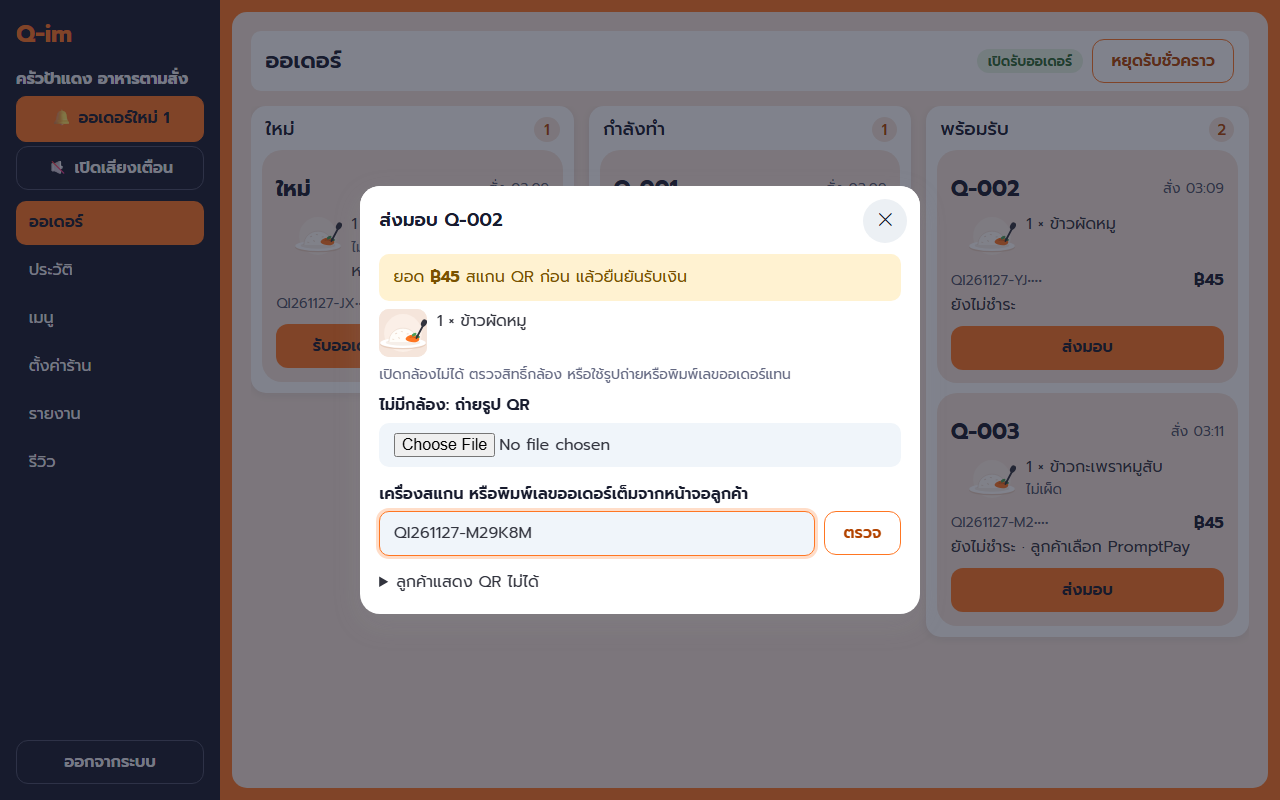 Q-im
ครัวป้าแดง อาหารตามสั่ง
ออเดอร์ใหม่ 1
เปิดเสียงเตือน
ออเดอร์
ประวัติ
เมนู
ตั้งค่าร้าน
รายงาน
รีวิว
ออกจากระบบ
ออเดอร์
เปิดรับออเดอร์
หยุดรับชั่วคราว
ใหม่ 1
ใหม่
1
QI261127-JX
กำลังทำ 1
พร้อมรับ 2
Q-002 สั่ง 03:09
1 × ข้าวผัดหมู
QI261127-YJ···· ฿45
ยังไม่ชำระ
ส่งมอบ
Q-003 สั่ง 03:11
1 × ข้าวกะเพราหมูสับ
ไม่เผ็ด
QI261127-M2···· ฿45
ยังไม่ชำระ · ลูกค้าเลือก PromptPay
ส่งมอบ
ส่งมอบ Q-002
ยอด ฿45 สแกน QR ก่อน แล้วยืนยันรับเงิน
1 × ข้าวผัดหมู
เปิดกล้องไม่ได้ ตรวจสิทธิ์กล้อง หรือใช้รูปถ่ายหรือพิมพ์เลขออเดอร์แทน
ไม่มีกล้อง: ถ่ายรูป QR
Choose File No file chosen
เครื่องสแกน หรือพิมพ์เลขออเดอร์เต็มจากหน้าจอลูกค้า
QI261127-M29K8M ตรวจ
ลูกค้าแสดง QR ไม่ได้